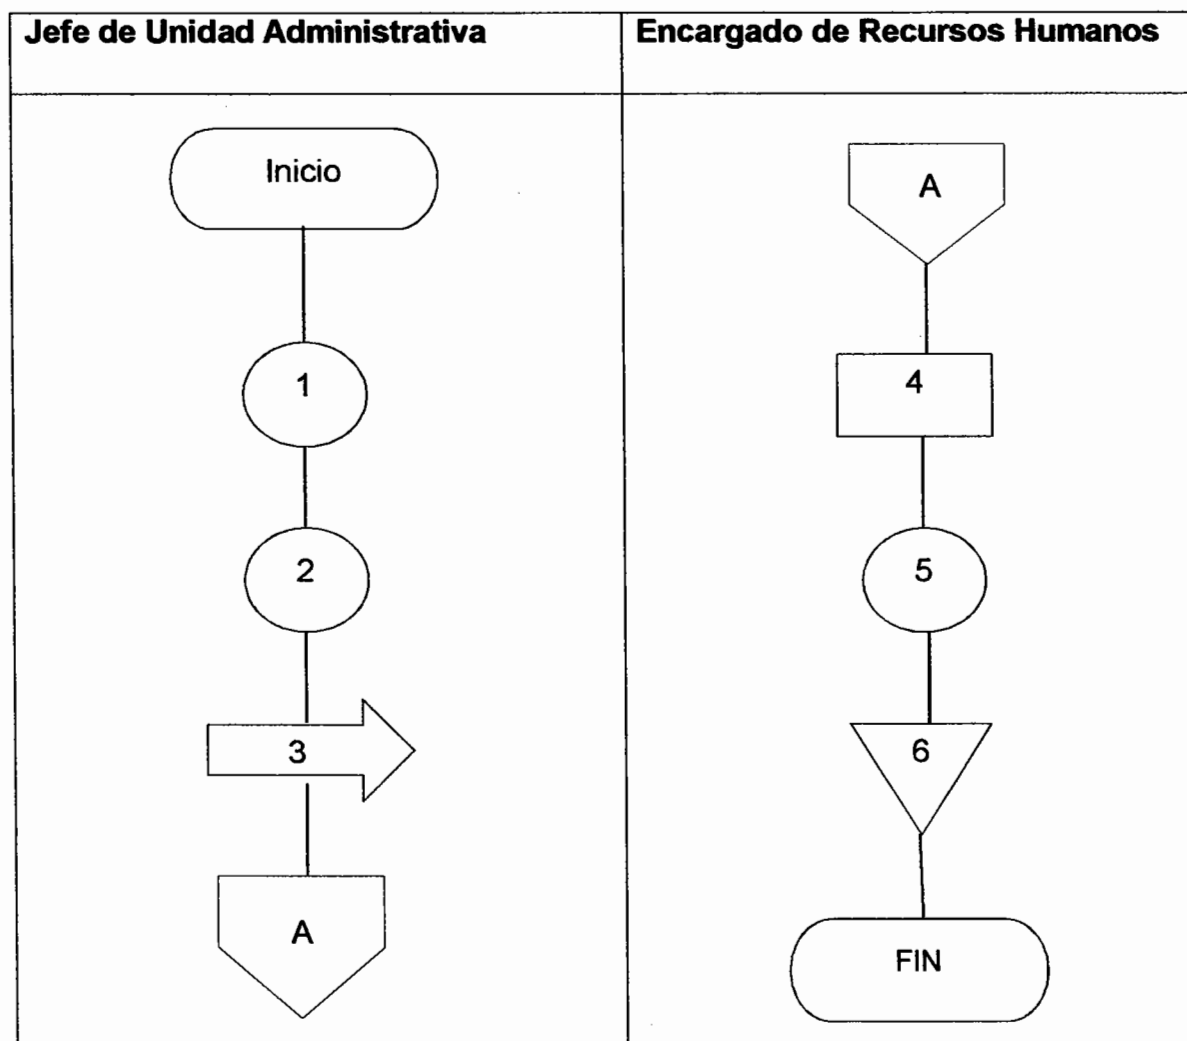 Jefe de Unidad Administrativa
Encargado de Recursos Humanos
Inicio
1
2
3
A
A
4
5
6
FIN